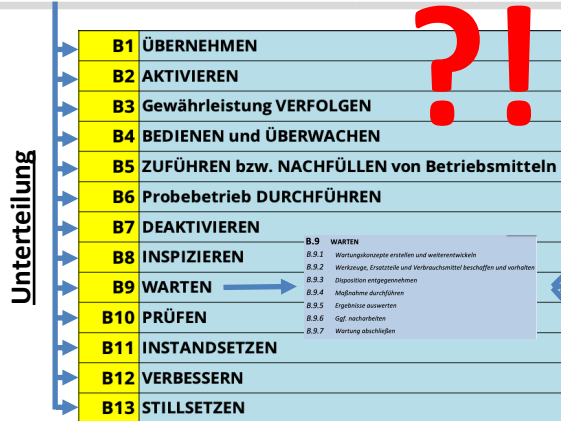 ?!
Unterteilung
B1 ÜBERNEHMEN
B2 AKTIVIEREN
B3 Gewährleistung VERFOLGEN
B4 BEDIENEN und ÜBERWACHEN
B5 ZUFÜHREN bzw. NACHFÜLLEN von Betriebsmitteln
B6 Probebetrieb DURCHFÜHREN
B7 DEAKTIVIEREN
B8 INSPIZIEREN
B9 WARTEN
B10 PRÜFEN
B11 INSTANDSETZEN
B12 VERBESSERN
B13 STILLSETZEN
B.9 WARTEN
B.9.1 Wartungskonzepte erstellen und weiterentwickeln
B.9.2 Werkzeuge, Ersatzteile und Verbrauchsmittel beschaffen und vorhalten
B.9.3 Disposition entgegennehmen
B.9.4 Maßnahme durchführen
B.9.5 Ergebnisse auswerten
B.9.6 Ggf. nacharbeiten
B.9.7 Wartung abschließen